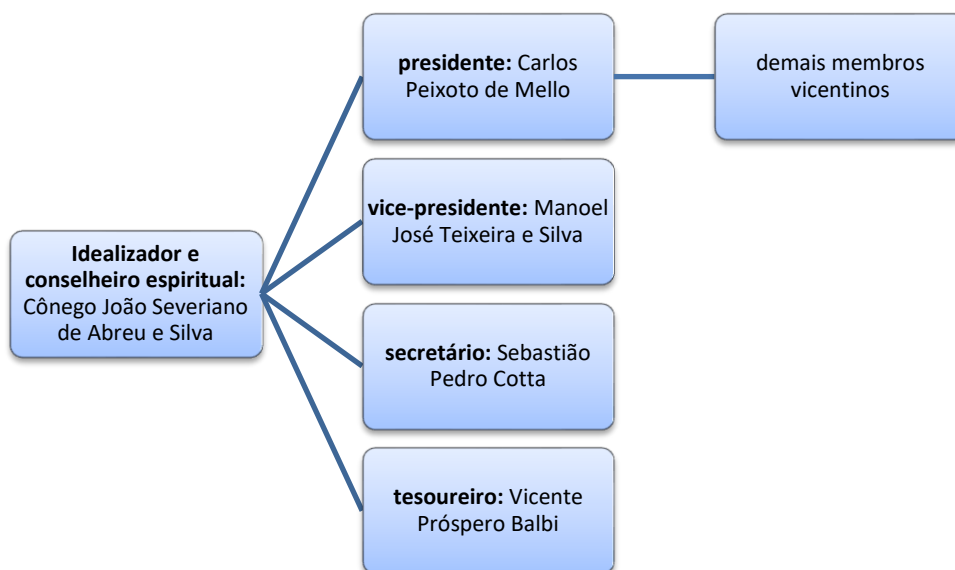 presidente: Carlos
Peixoto de Mello
demais membros
vicentinos
vice-presidente: Manoel
José Teixeira e Silva
Idealizador e
conselheiro espiritual:
Cônego João Severiano
de Abreu e Silva
secretário: Sebastião
Pedro Cotta
tesoureiro: Vicente
Próspero Balbi